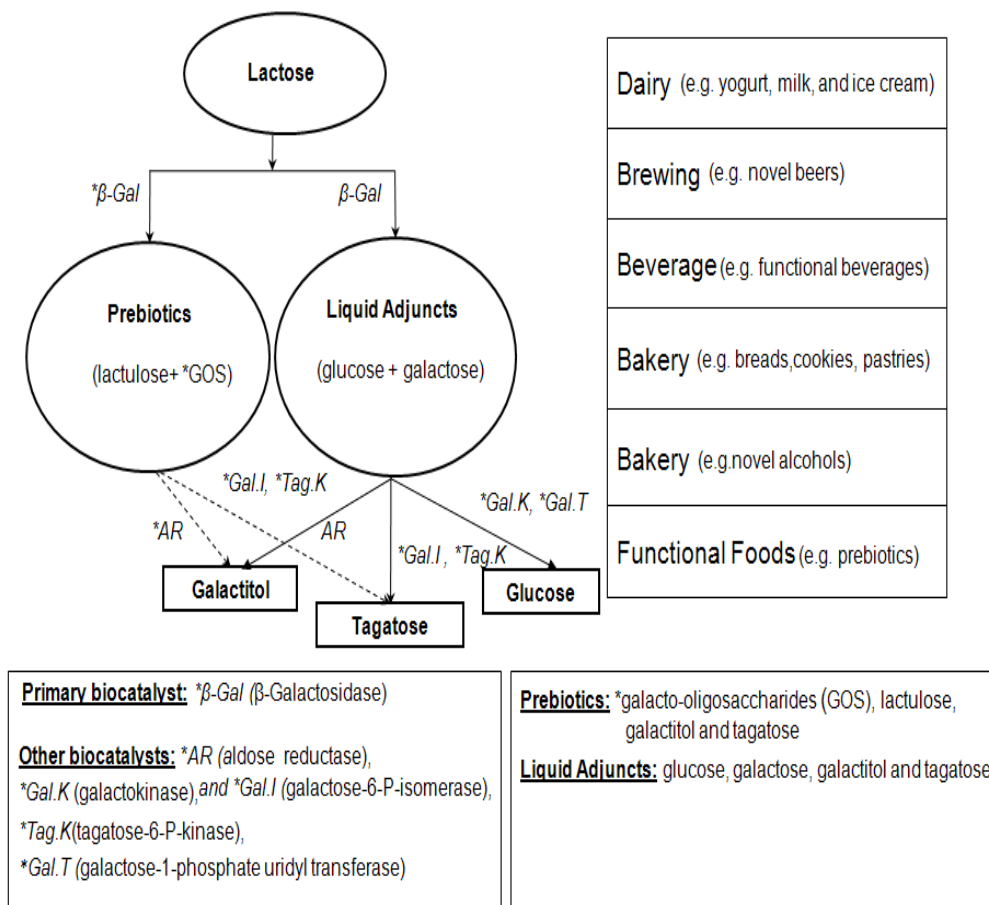 Lactose
*β-Gal
β-Gal
Prebiotics
(lactulose+ *GOS)
Liquid Adjuncts
(glucose + galactose)
*Gal.I, *Tag.K
*Gal.K, *Gal.T
*AR
AR
*Gal.I , *Tag.K
Galactitol
Tagatose
Glucose
Dairy (e.g. yogurt, milk, and ice cream)
Brewing (e.g. novel beers)
Beverage (e.g. functional beverages)
Bakery (e.g. breads,cookies, pastries)
Bakery (e.g.novel alcohols)
Functional Foods (e.g. prebiotics)
Primary biocatalyst: *β-Gal (β-Galactosidase)
Other biocatalysts: *AR (aldose reductase),
*Gal.K (galactokinase),and *Gal.I (galactose-6-P-isomerase),
*Tag.K(tagatose-6-P-kinase),
*Gal.T (galactose-1-phosphate uridyl transferase)
Prebiotics: *galacto-oligosaccharides (GOS), lactulose,
galactitol and tagatose
Liquid Adjuncts: glucose, galactose, galactitol and tagatose